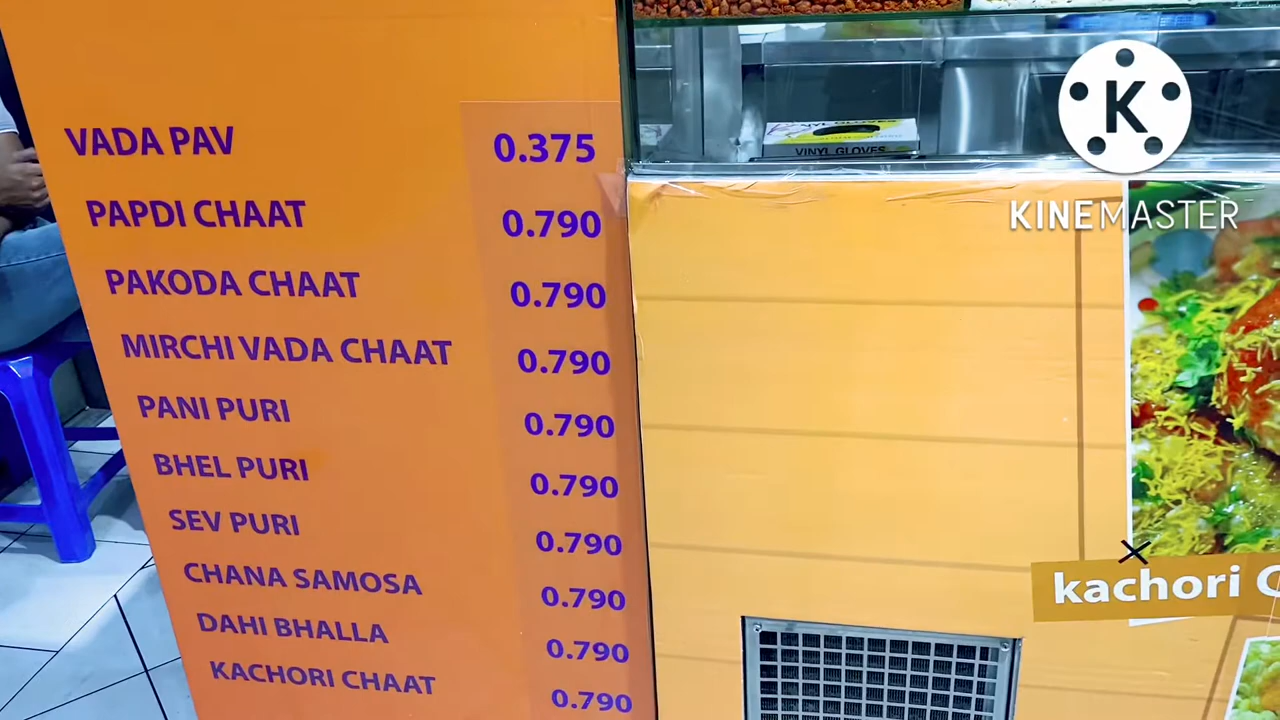 VADA PAV 0.375
PAPDI CHAAT 0.790
PAKODA CHAAT 0.790
MIRCHI VADA CHAAT 0.790
PANI PURI 0.790
BHEL PURI 0.790
SEV PURI 0.790
CHANA SAMOSA 0.790
DAHI BHALLA 0.790
KACHORI CHAAT 0.790
VINYL GLOVES
VINYL GLOVES
K
KINEMASTER
kachori C